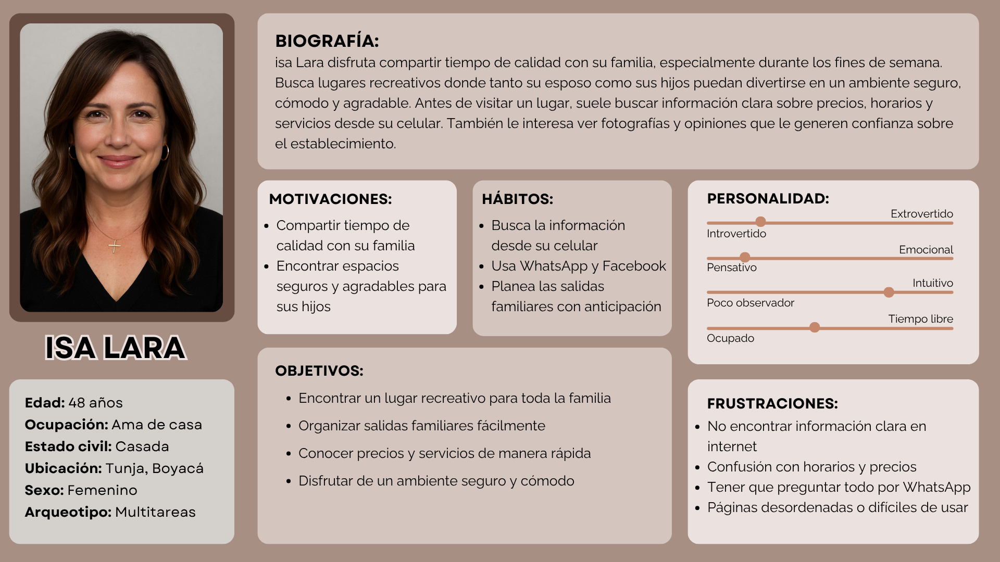 ISA LARA
Edad: 48 años
Ocupación: Ama de casa
Estado civil: Casada
Ubicación: Tunja, Boyacá
Sexo: Femenino
Arqueotipo: Multitareas
BIOGRAFÍA:
isa Lara disfruta compartir tiempo de calidad con su familia, especialmente durante los fines de semana.
Busca lugares recreativos donde tanto su esposo como sus hijos puedan divertirse en un ambiente seguro,
cómodo y agradable. Antes de visitar un lugar, suele buscar información clara sobre precios, horarios y
servicios desde su celular. También le interesa ver fotografías y opiniones que le generen confianza sobre
el establecimiento.
MOTIVACIONES:
• Compartir tiempo de
calidad con su familia
• Encontrar espacios
seguros y agradables para
sus hijos
HÁBITOS:
• Busca la información
desde su celular
• Usa WhatsApp y Facebook
• Planea las salidas
familiares con anticipación
PERSONALIDAD:
Extrovertido
Introvertido
Emocional
Pensativo
Intuitivo
Poco observador
Tiempo libre
Ocupado
OBJETIVOS:
• Encontrar un lugar recreativo para toda la familia
• Organizar salidas familiares fácilmente
• Conocer precios y servicios de manera rápida
• Disfrutar de un ambiente seguro y cómodo
FRUSTRACIONES:
• No encontrar información clara en
internet
• Confusión con horarios y precios
• Tener que preguntar todo por WhatsApp
• Páginas desordenadas o difíciles de usar